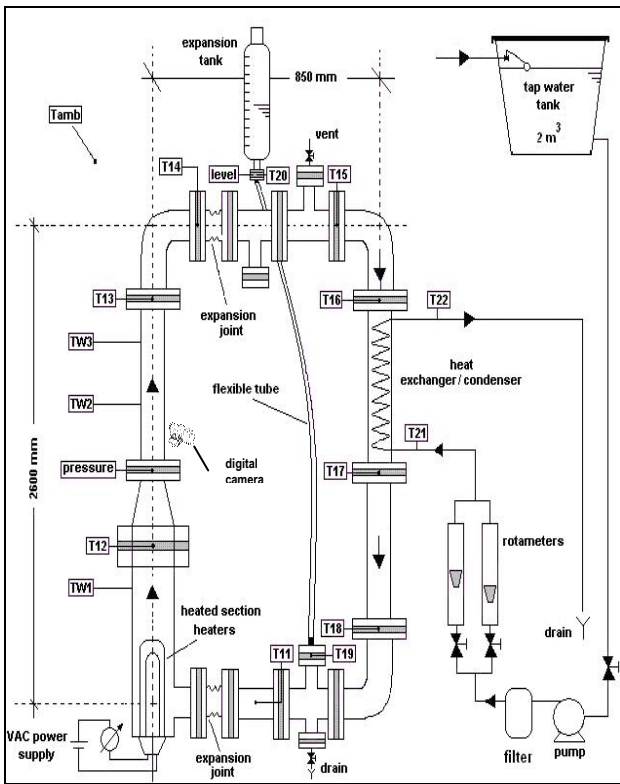 expansion
tank
850 mm
tap water
tank
2 m³
Tamb
vent
T14
level
T20
T15
T13
expansion
joint
T16
T22
TW3
heat
exchanger / condenser
flexible tube
TW2
T21
2600 mm
pressure
digital
camera
T17
T12
rotameters
TW1
heated section
heaters
T18
drain
T11
T19
VAC power
supply
expansion
joint
drain
filter
pump